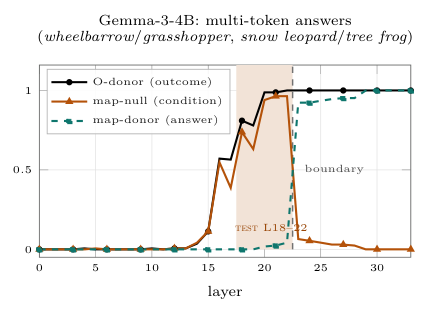 Gemma-3-4B: multi-token answers
(wheelbarrow/grasshopper, snow leopard/tree frog)
O-donor (outcome)
map-null (condition)
map-donor (answer)
1
0.5
0
boundary
TEST L18–22
0 5 10 15 20 25 30
layer